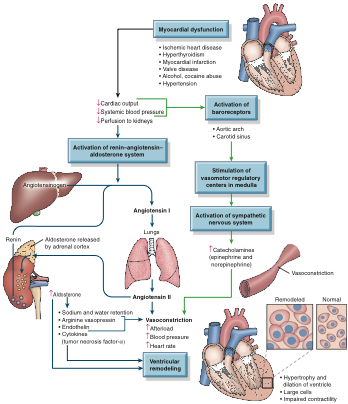 Myocardial dysfunction
• Ischemic heart disease
• Hyperthyroidism
• Myocardial infarction
• Valve disease
• Alcohol, cocaine abuse
• Hypertension
↓Cardiac output
↓Systemic blood pressure
↓Perfusion to kidneys
Activation of
baroreceptors
• Aortic arch
• Carotid sinus
Activation of renin–angiotensin–
aldosterone system
Stimulation of
vasomotor regulatory
centers in medulla
Angiotensinogen
Angiotensin I
Activation of sympathetic
nervous system
Lungs
Renin
Aldosterone released
by adrenal cortex
↑Catecholamines
(epinephrine and
norepinephrine)
Vasoconstriction
↑Aldosterone
Angiotensin II
Remodeled
Normal
• Sodium and water retention
• Arginine vasopressin
• Endothelin
• Cytokines
(tumor necrosis factor-α)
Vasoconstriction
↑Afterload
↑Blood pressure
↑Heart rate
Ventricular
remodeling
• Hypertrophy and
dilation of ventricle
• Large cells
• Impaired contractility